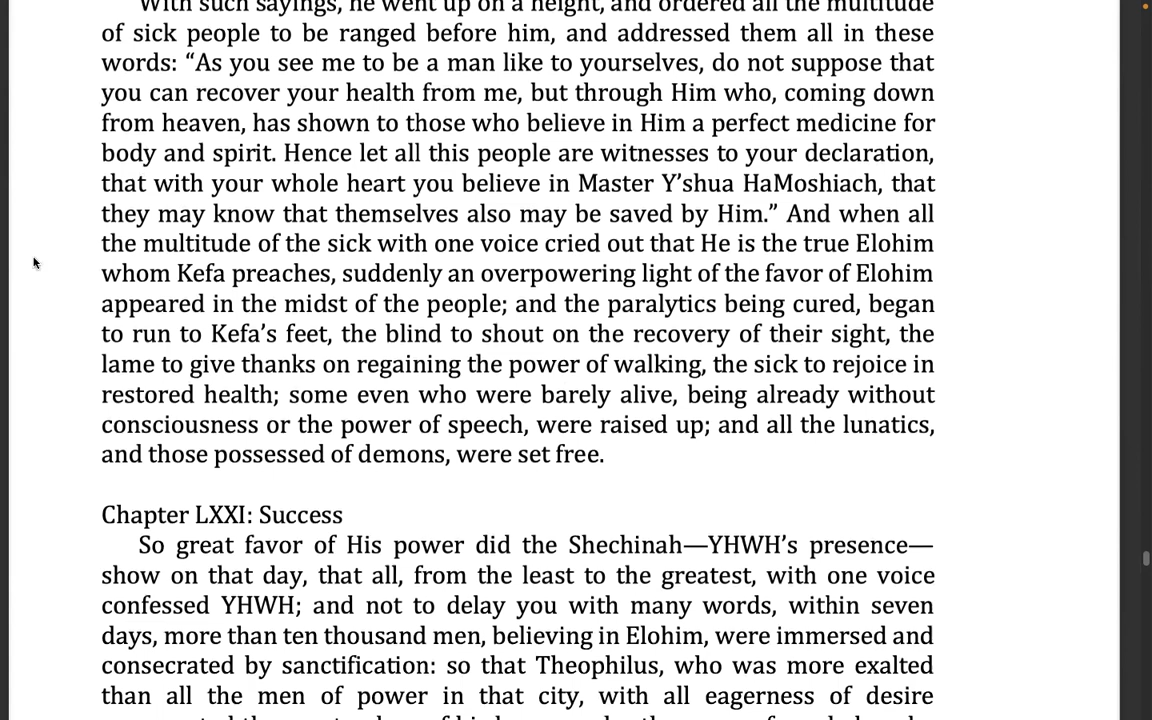 With such sayings, he went up on a height, and ordered all the multitude
of sick people to be ranged before him, and addressed them all in these
words: “As you see me to be a man like to yourselves, do not suppose that
you can recover your health from me, but through Him who, coming down
from heaven, has shown to those who believe in Him a perfect medicine for
body and spirit. Hence let all this people are witnesses to your declaration,
that with your whole heart you believe in Master Y’shua HaMoshiach, that
they may know that themselves also may be saved by Him.” And when all
the multitude of the sick with one voice cried out that He is the true Elohim
whom Kefa preaches, suddenly an overpowering light of the favor of Elohim
appeared in the midst of the people; and the paralytics being cured, began
to run to Kefa’s feet, the blind to shout on the recovery of their sight, the
lame to give thanks on regaining the power of walking, the sick to rejoice in
restored health; some even who were barely alive, being already without
consciousness or the power of speech, were raised up; and all the lunatics,
and those possessed of demons, were set free.
Chapter LXXI: Success
So great favor of His power did the Shechinah—YHWH’s presence—
show on that day, that all, from the least to the greatest, with one voice
confessed YHWH; and not to delay you with many words, within seven
days, more than ten thousand men, believing in Elohim, were immersed and
consecrated by sanctification: so that Theophilus, who was more exalted
than all the men of power in that city, with all eagerness of desire